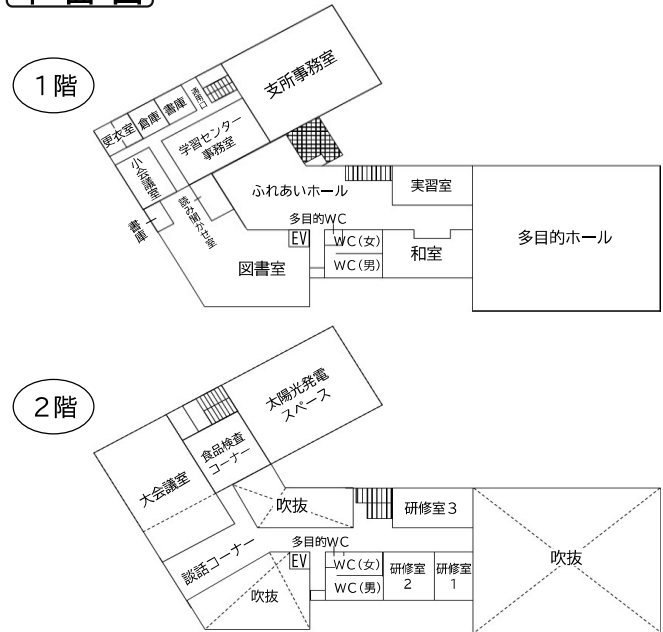 1階
支所事務室
通用口
書庫
倉庫
更衣室
学習センター
事務室
小会議室
書庫
読み聞かせ室
ふれあいホール
実習室
多目的WC
EV
WC(女)
WC(男)
和室
多目的ホール
図書室
2階
太陽光発電
スペース
食品検査
コーナー
大会議室
吹抜
研修室3
談話コーナー
多目的WC
EV
WC(女)
WC(男)
研修室
2
研修室
1
吹抜
吹抜